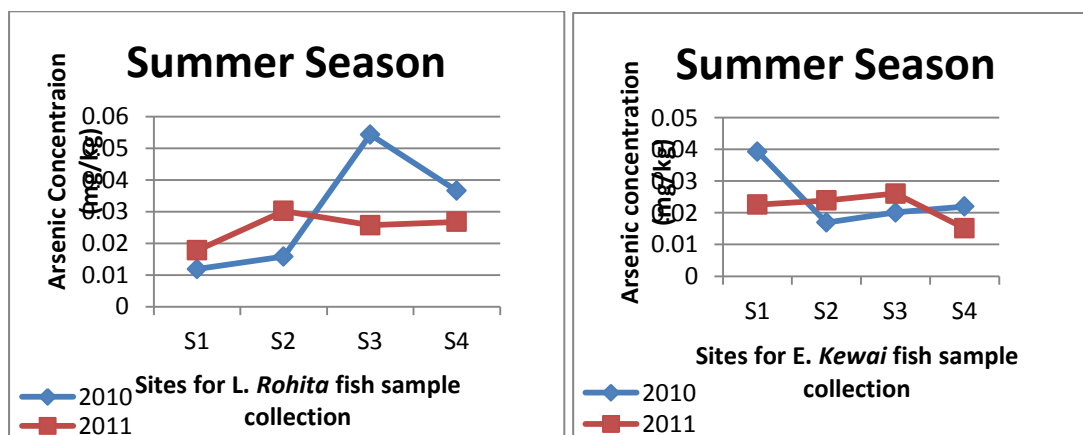 Summer Season
Arsenic Concentraion
(mg/kg)
0.06
0.05
0.04
0.03
0.02
0.01
0
S1 S2 S3 S4
Sites for L. Rohita fish sample
collection
2010
2011
Summer Season
Arsenic concentration
(mg/kg)
0.05
0.04
0.03
0.02
0.01
0
S1 S2 S3 S4
Sites for E. Kewai fish sample
collection
2010
2011